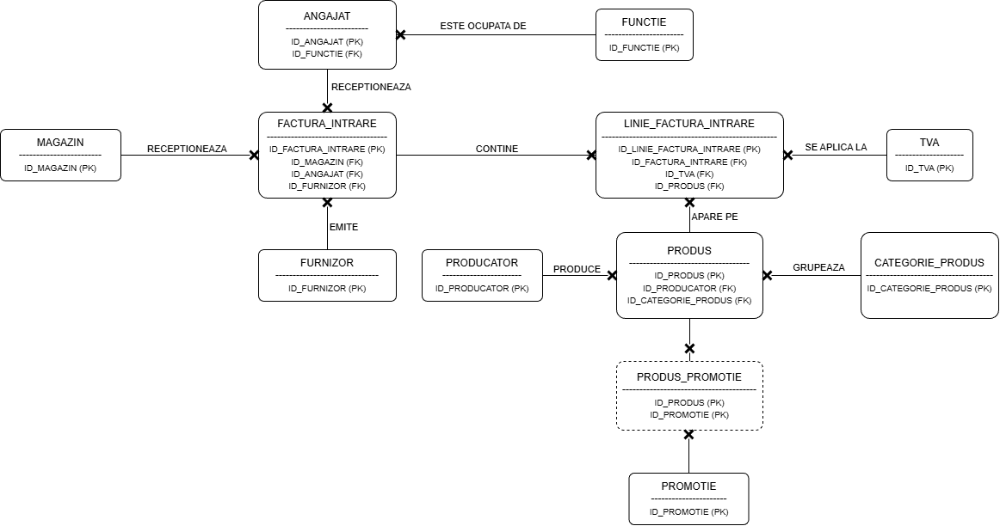 ANGAJAT
------------------------
ID_ANGAJAT (PK)
ID_FUNCTIE (FK)
ESTE OCUPATA DE
FUNCTIE
-----------------------
ID_FUNCTIE (PK)
RECEPTIONEAZA
MAGAZIN
------------------------
ID_MAGAZIN (PK)
RECEPTIONEAZA
FACTURA_INTRARE
-----------------------------------
ID_FACTURA_INTRARE (PK)
ID_MAGAZIN (FK)
ID_ANGAJAT (FK)
ID_FURNIZOR (FK)
CONTINE
LINIE_FACTURA_INTRARE
---------------------------------------------------
ID_LINIE_FACTURA_INTRARE (PK)
ID_FACTURA_INTRARE (FK)
ID_TVA (FK)
ID_PRODUS (FK)
SE APLICA LA
TVA
--------------------
ID_TVA (PK)
EMITE
APARE PE
FURNIZOR
------------------------------
ID_FURNIZOR (PK)
PRODUCATOR
-----------------------
ID_PRODUCATOR (PK)
PRODUCE
PRODUS
-----------------------------------
ID_PRODUS (PK)
ID_PRODUCATOR (FK)
ID_CATEGORIE_PRODUS (FK)
GRUPEAZA
CATEGORIE_PRODUS
-------------------------------------
ID_CATEGORIE_PRODUS (PK)
PRODUS_PROMOTIE
---------------------------------------
ID_PRODUS (PK)
ID_PROMOTIE (PK)
PROMOTIE
----------------------
ID_PROMOTIE (PK)